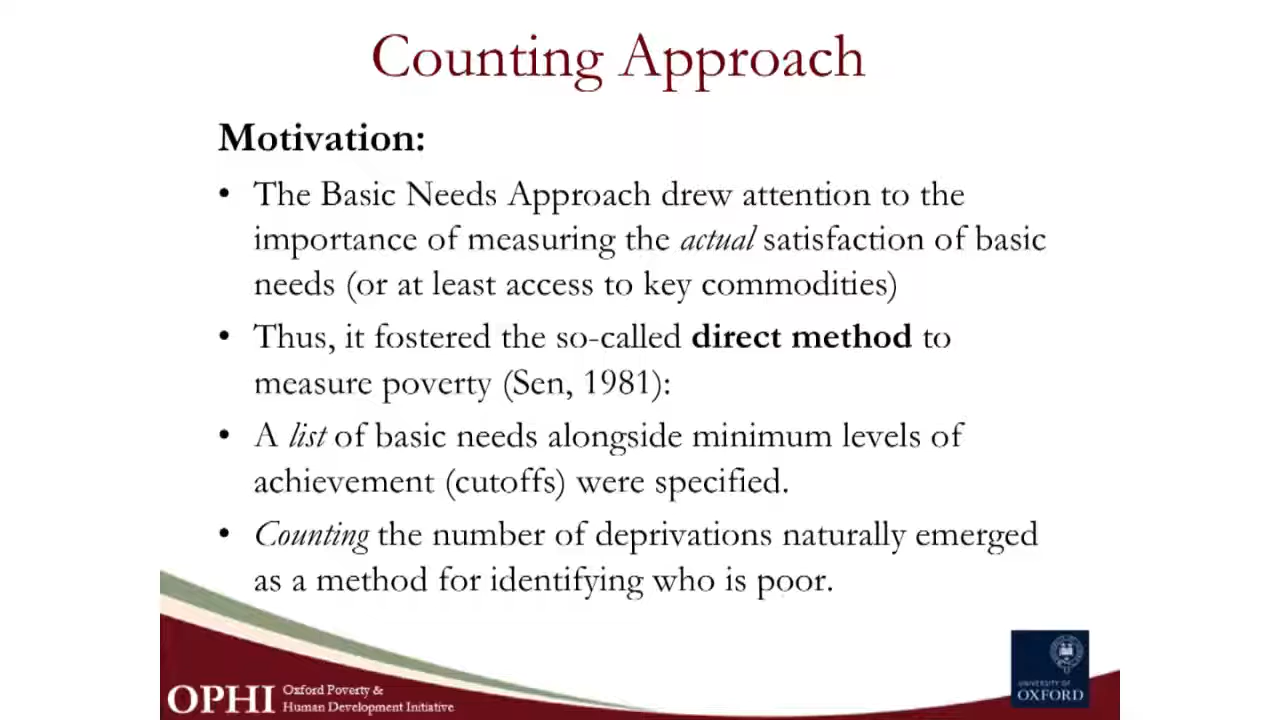 Counting Approach
Motivation:
• The Basic Needs Approach drew attention to the
importance of measuring the actual satisfaction of basic
needs (or at least access to key commodities)
• Thus, it fostered the so-called direct method to
measure poverty (Sen, 1981):
• A list of basic needs alongside minimum levels of
achievement (cutoffs) were specified.
• Counting the number of deprivations naturally emerged
as a method for identifying who is poor.
OPHI Oxford Poverty &
Human Development Initiative
UNIVERSITY OF
OXFORD